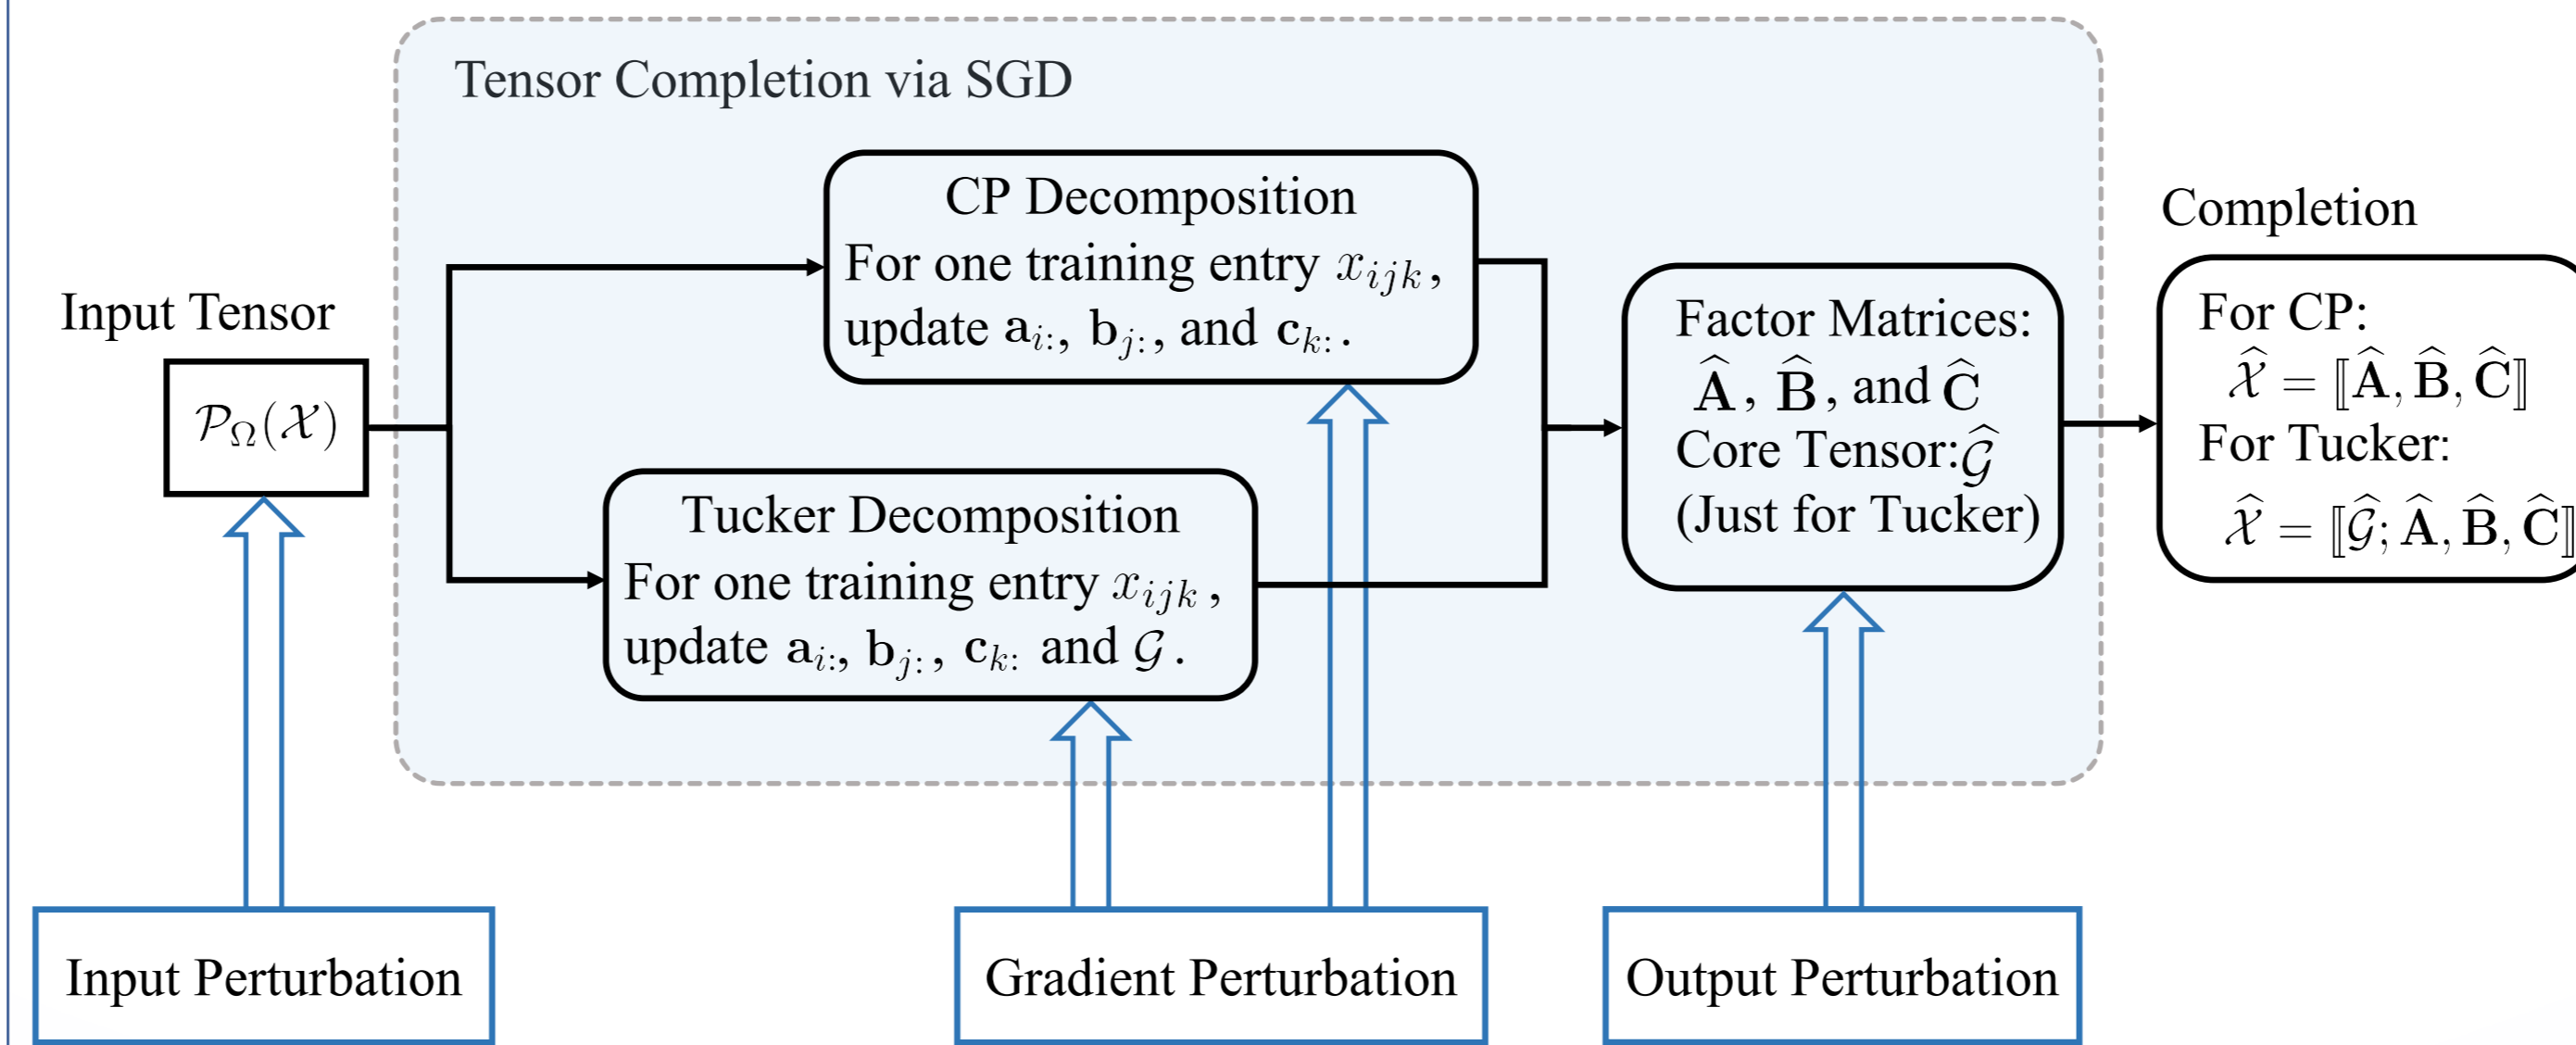 Tensor Completion via SGD
Input Tensor
𝒫_Ω(𝒳)
CP Decomposition
For one training entry x_{ijk},
update a_{i:}, b_{j:}, and c_{k:}.
Tucker Decomposition
For one training entry x_{ijk},
update a_{i:}, b_{j:}, c_{k:} and 𝒢.
Factor Matrices:
Â, B̂, and Ĉ
Core Tensor:𝒢̂
(Just for Tucker)
Completion
For CP:
𝒳̂ = ⟦Â, B̂, Ĉ⟧
For Tucker:
𝒳̂ = ⟦𝒢̂; Â, B̂, Ĉ⟧
Input Perturbation
Gradient Perturbation
Output Perturbation